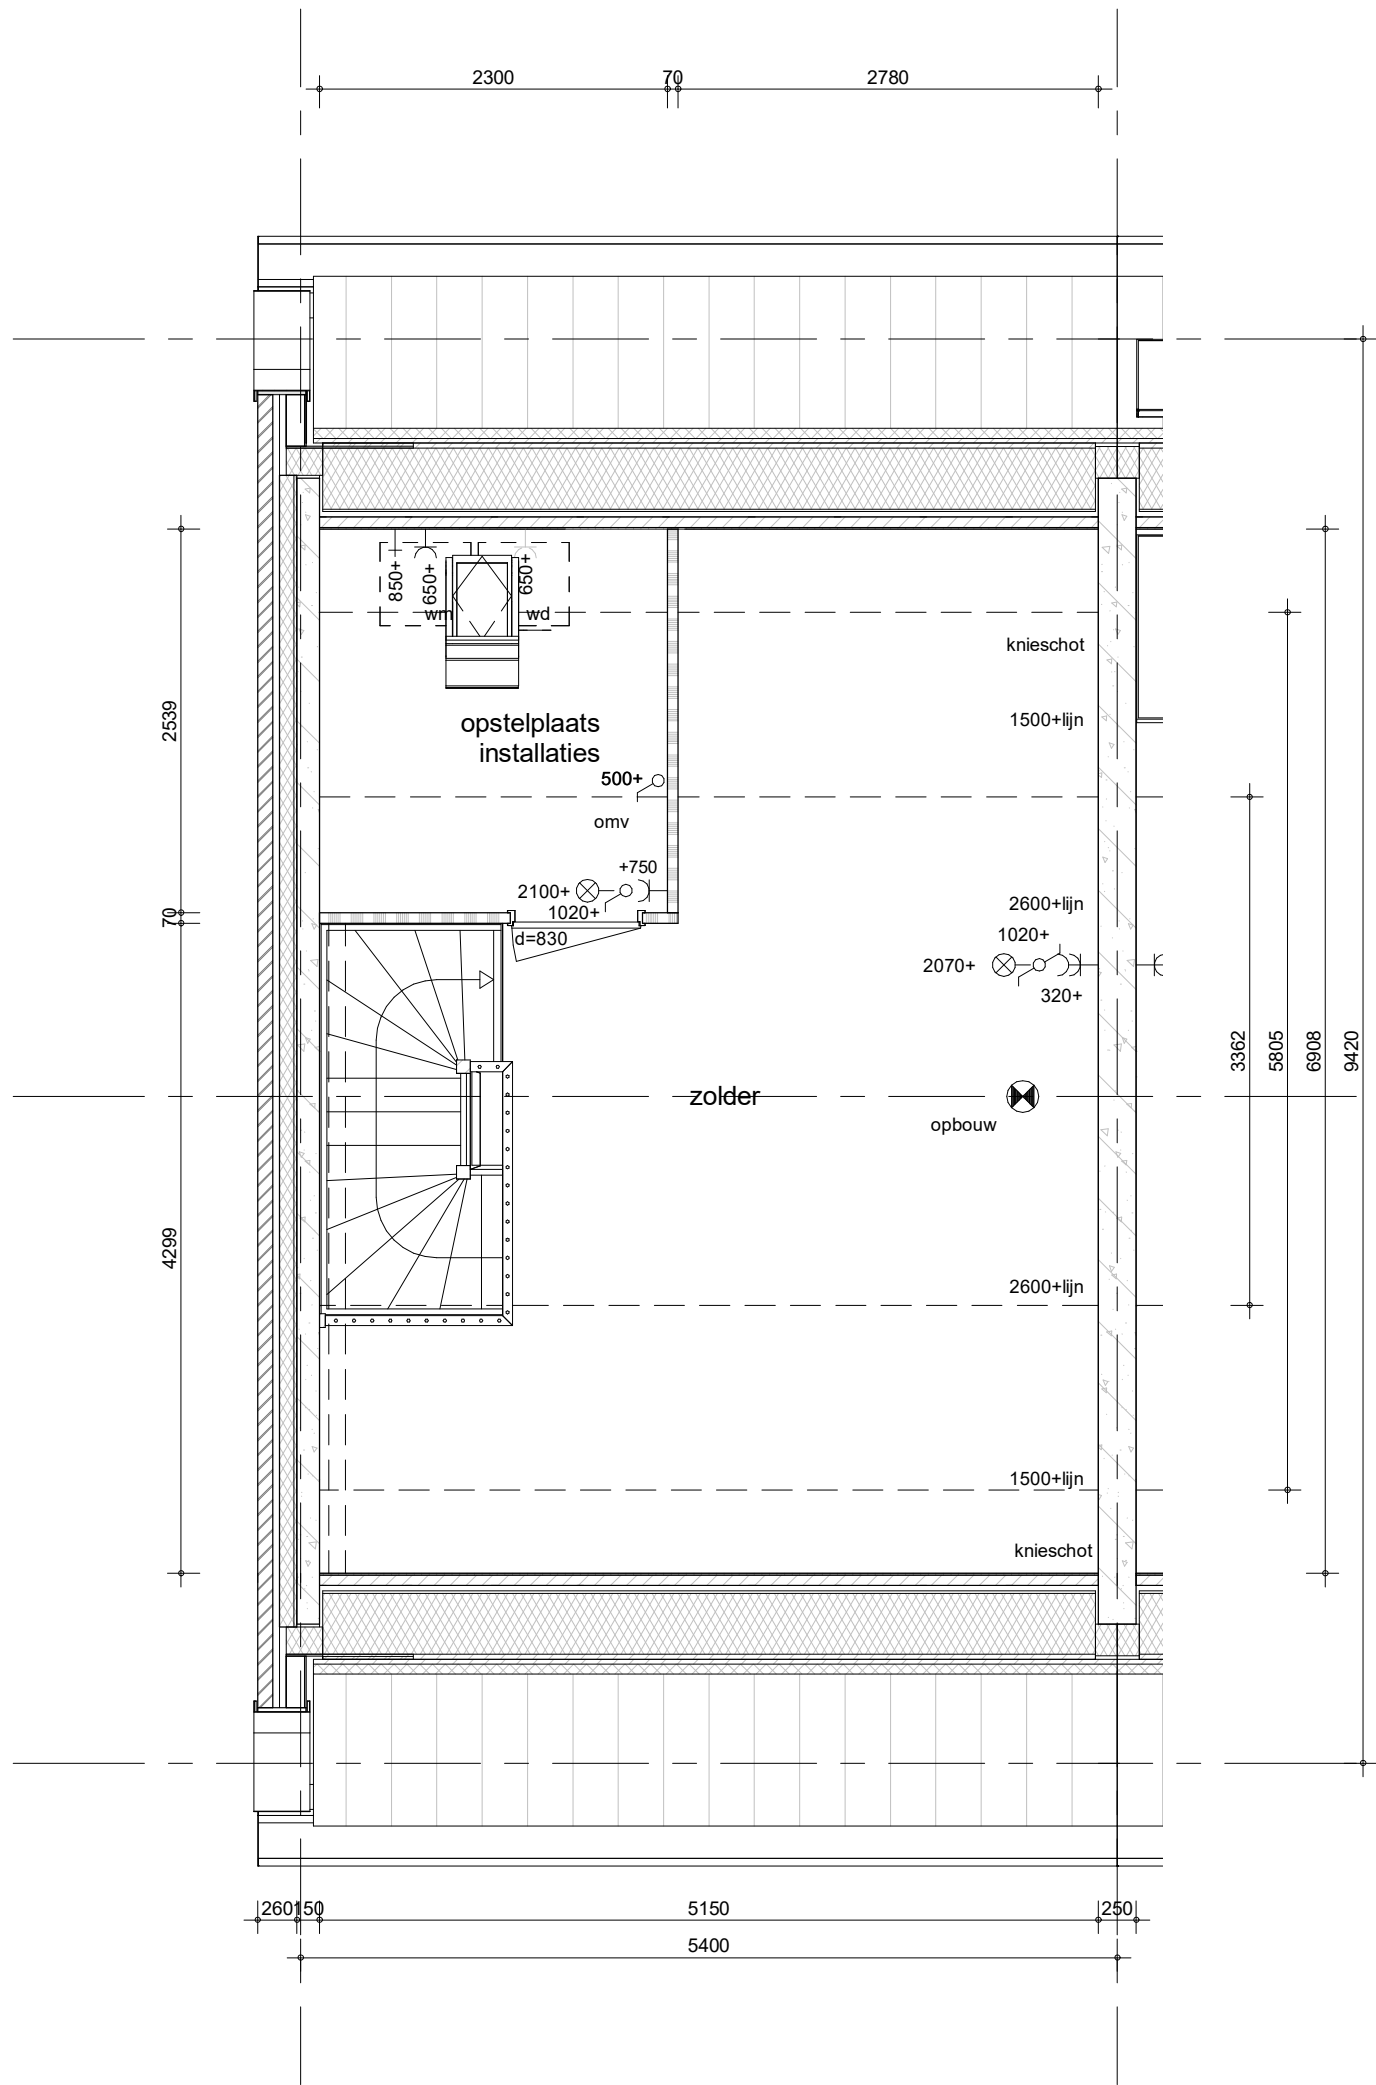 2300
70
2780
850+
650+
650+
wm
wd
knieschot
2539
opstelplaats
installaties
1500+lijn
500+
omv
+750
2100+
1020+
2600+lijn
70
d=830
1020+
2070+
320+
3362
5805
6908
9420
zolder
opbouw
4299
2600+lijn
1500+lijn
knieschot
260
150
5150
250
5400